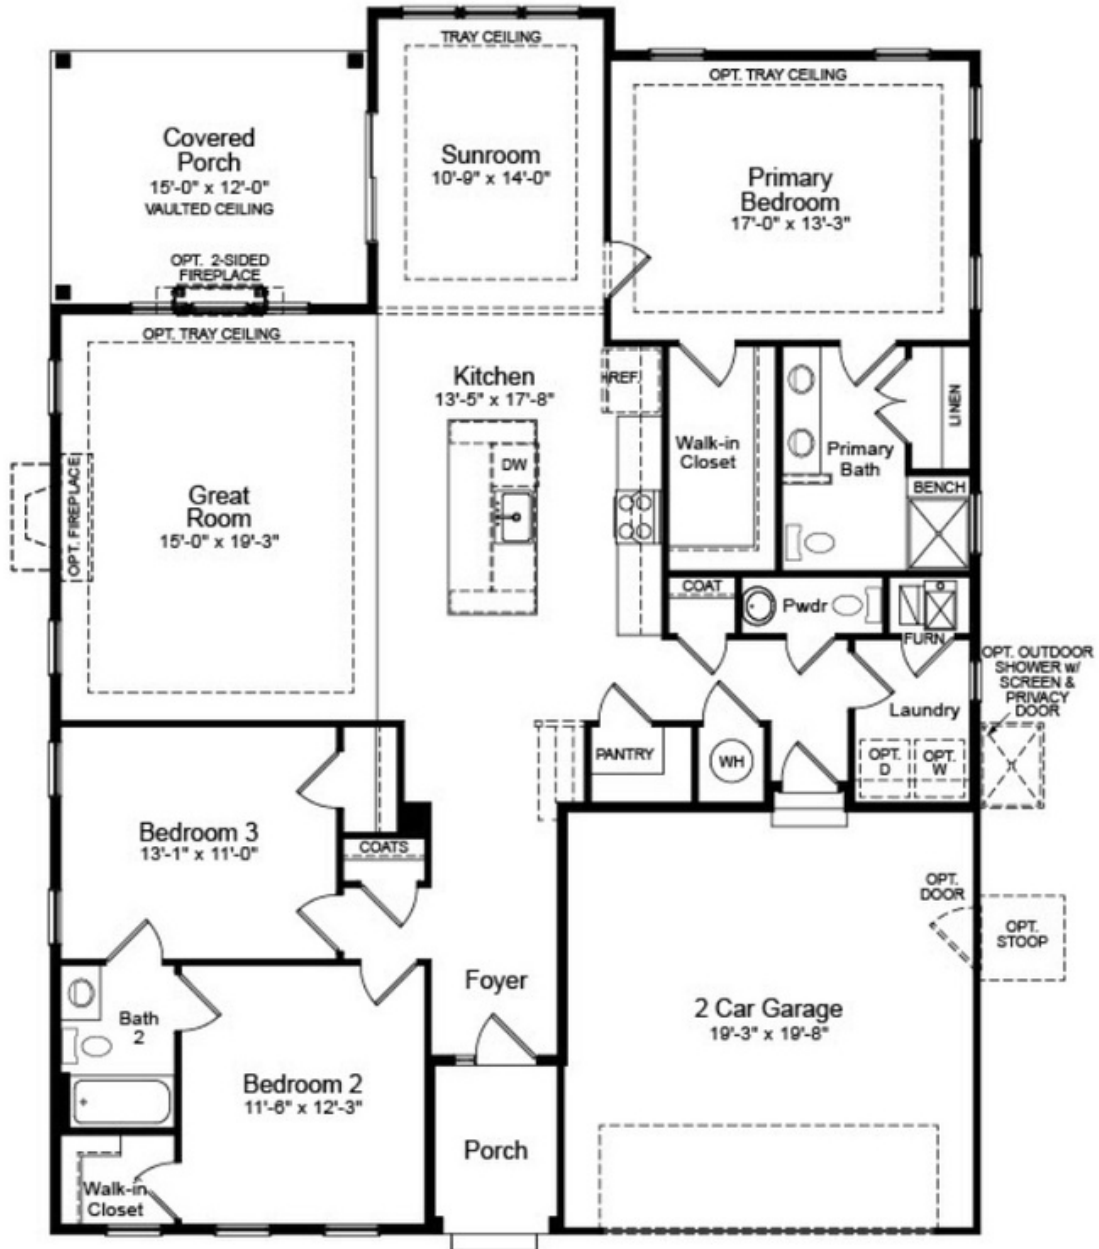 TRAY CEILING
OPT. TRAY CEILING
Covered
Porch
15'-0" x 12'-0"
VAULTED CEILING
Sunroom
10'-9" x 14'-0"
Primary
Bedroom
17'-0" x 13'-3"
OPT. 2-SIDED
FIREPLACE
OPT. TRAY CEILING
Kitchen
13'-5" x 17'-8"
REF.
LINEN
Walk-in
Closet
Primary
Bath
DW
BENCH
OPT. FIREPLACE
Great
Room
15'-0" x 19'-3"
COAT
Pwdr
FURN
OPT. OUTDOOR
SHOWER w/
SCREEN &
PRIVACY
DOOR
Laundry
PANTRY
WH
OPT.
D
OPT.
W
Bedroom 3
13'-1" x 11'-0"
COATS
OPT.
DOOR
OPT.
STOOP
Foyer
2 Car Garage
19'-3" x 19'-8"
Bath
2
Bedroom 2
11'-6" x 12'-3"
Porch
Walk-in
Closet